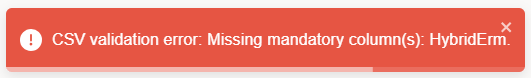 CSV validation error: Missing mandatory column(s): HybridErm.